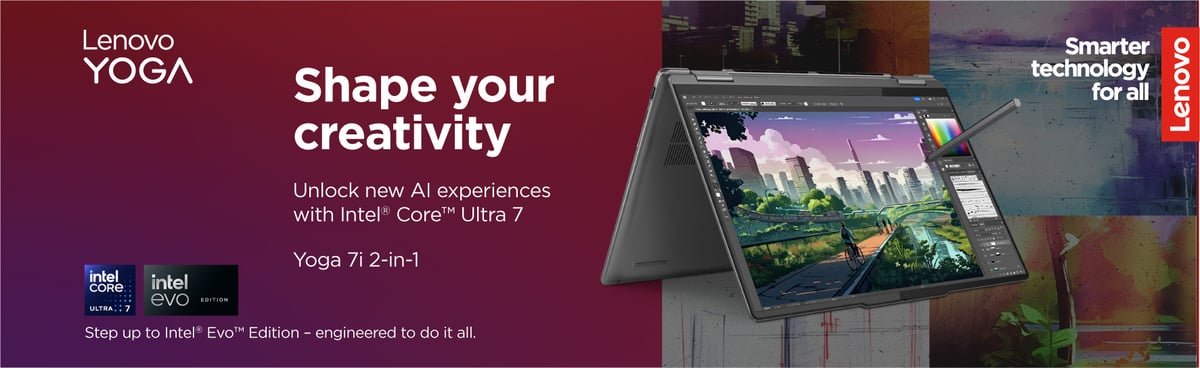 Lenovo
YOGA
Shape your
creativity
Unlock new AI experiences
with Intel® Core™ Ultra 7
Yoga 7i 2-in-1
intel
CORE
ULTRA 7
intel
evo EDITION
Step up to Intel® Evo™ Edition – engineered to do it all.
Smarter
technology
for all
Lenovo